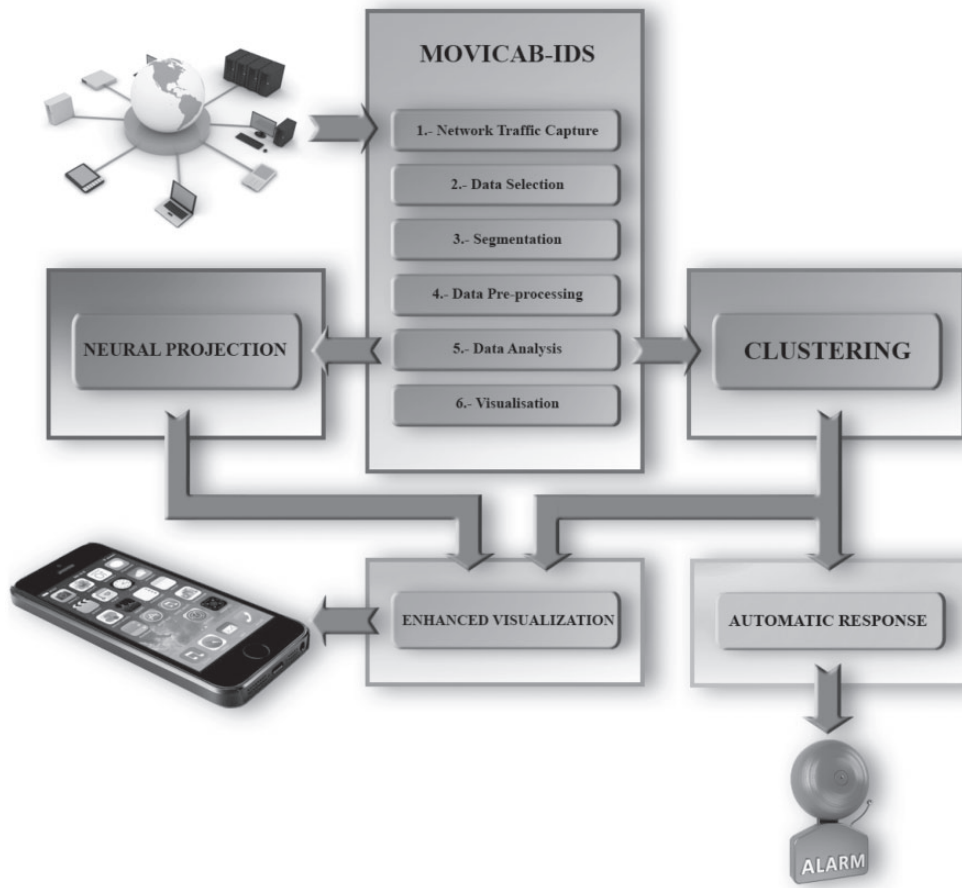 MOVICAB-IDS
1.- Network Traffic Capture
2.- Data Selection
3.- Segmentation
4.- Data Pre-processing
5.- Data Analysis
6.- Visualisation
NEURAL PROJECTION
CLUSTERING
ENHANCED VISUALIZATION
AUTOMATIC RESPONSE
ALARM